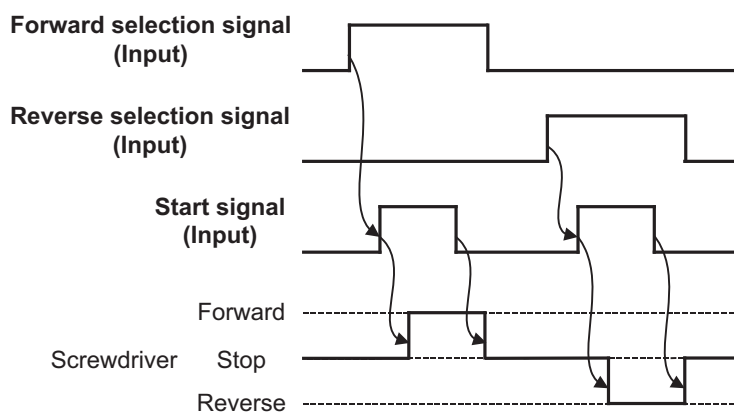 Forward selection signal
(Input)
Reverse selection signal
(Input)
Start signal
(Input)
Forward
Screwdriver Stop
Reverse